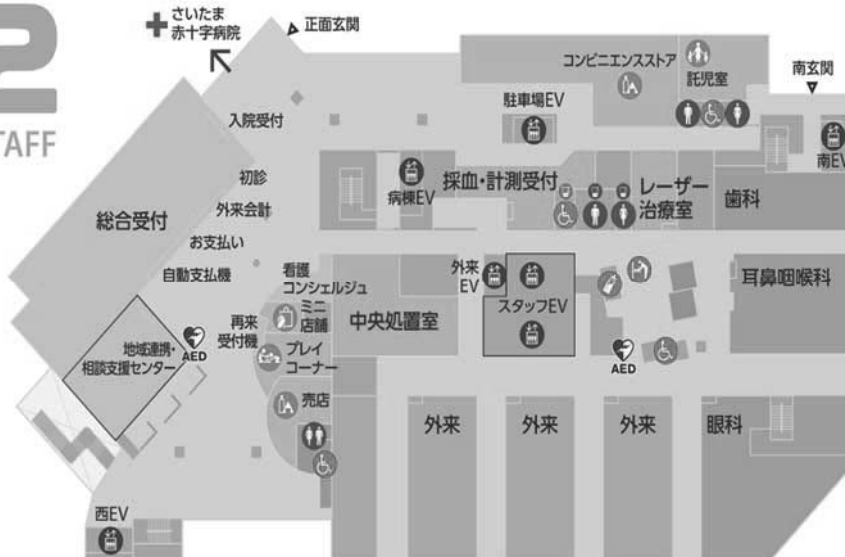 2
TAFF
さいたま
赤十字病院
正面玄関
コンビニエンスストア
託児室
南玄関
駐車場EV
入院受付
南EV
初診
病棟EV
採血・計測受付
レーザー
治療室
歯科
外来会計
総合受付
お支払い
自動支払機
看護
コンシェルジュ
外来
EV
スタッフEV
耳鼻咽喉科
ミニ
店舗
中央処置室
再来
受付機
プレイ
コーナー
地域連携・
相談支援センター
AED
AED
売店
外来
外来
外来
眼科
西EV